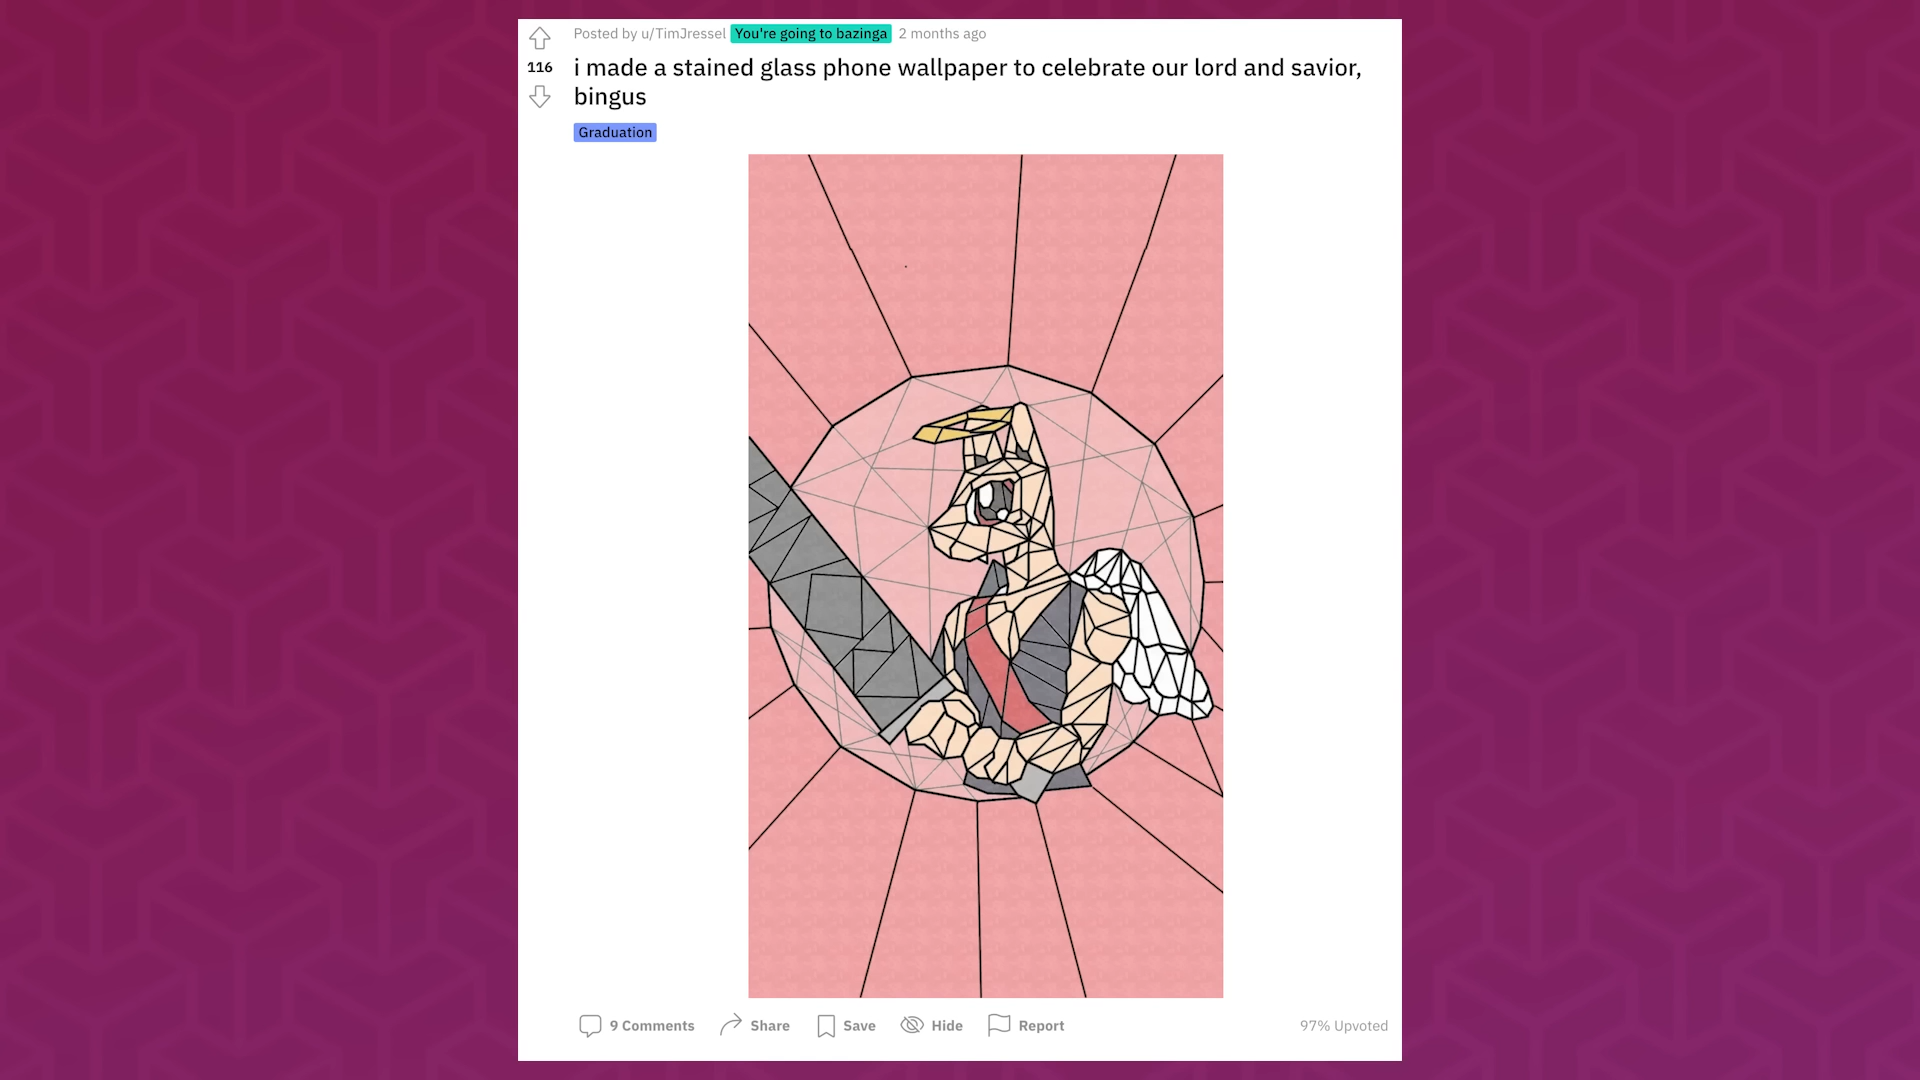 Posted by u/TimJressel You're going to bazinga 2 months ago
116
i made a stained glass phone wallpaper to celebrate our lord and savior,
bingus
Graduation
9 Comments Share Save Hide Report 97% Upvoted